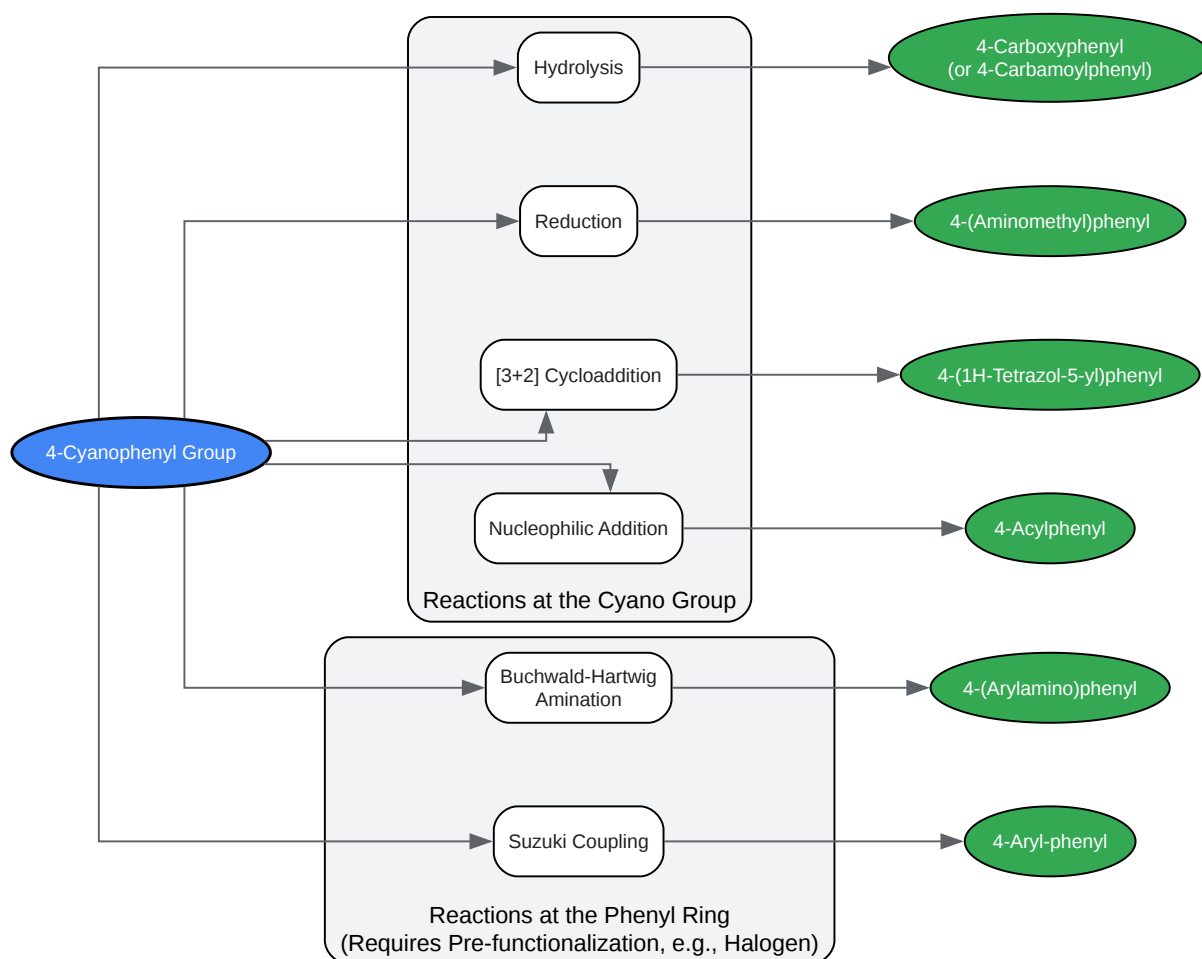 Hydrolysis
4-Carboxyphenyl
(or 4-Carbamoylphenyl)
Reduction
4-(Aminomethyl)phenyl
[3+2] Cycloaddition
4-(1H-Tetrazol-5-yl)phenyl
4-Cyanophenyl Group
Nucleophilic Addition
4-Acylphenyl
Reactions at the Cyano Group
Buchwald-Hartwig
Amination
4-(Arylamino)phenyl
Suzuki Coupling
4-Aryl-phenyl
Reactions at the Phenyl Ring
(Requires Pre-functionalization, e.g., Halogen)